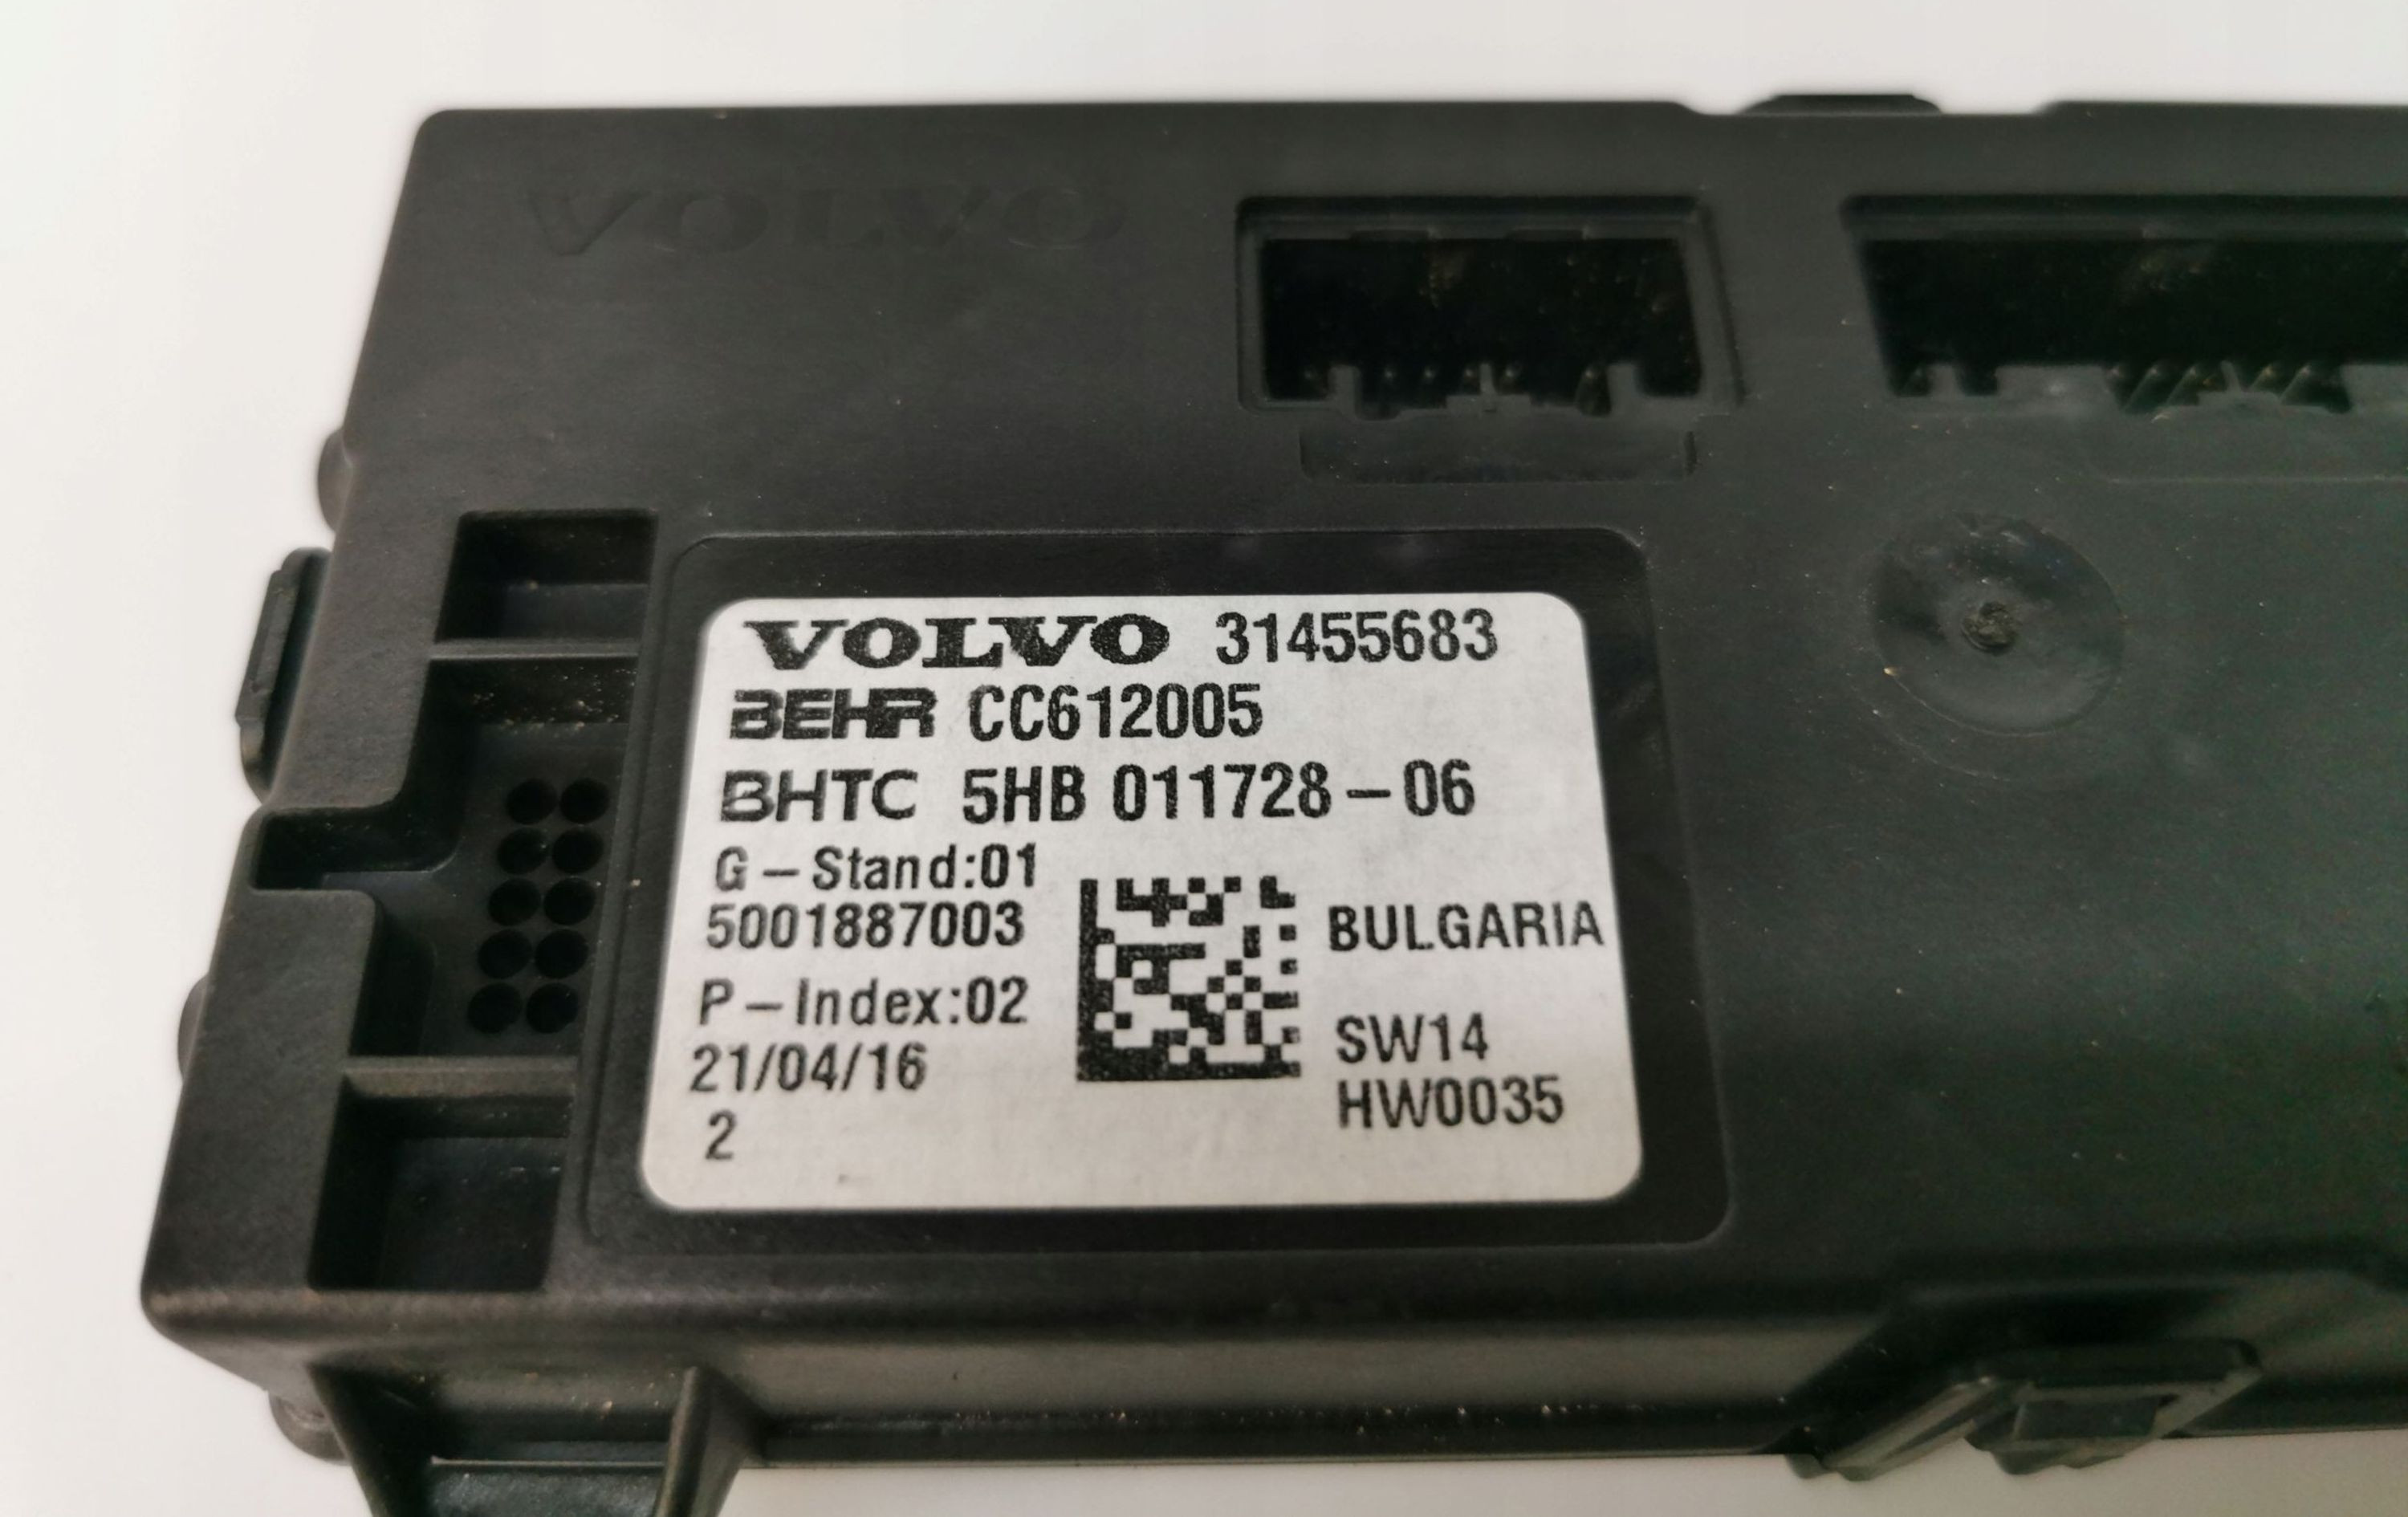 VOLVO
VOLVO 31455683
BEHR CC612005
BHTC 5HB 011728-06
G-Stand:01
5001887003
BULGARIA
P-Index:02
SW14
21/04/16
HW0035
2